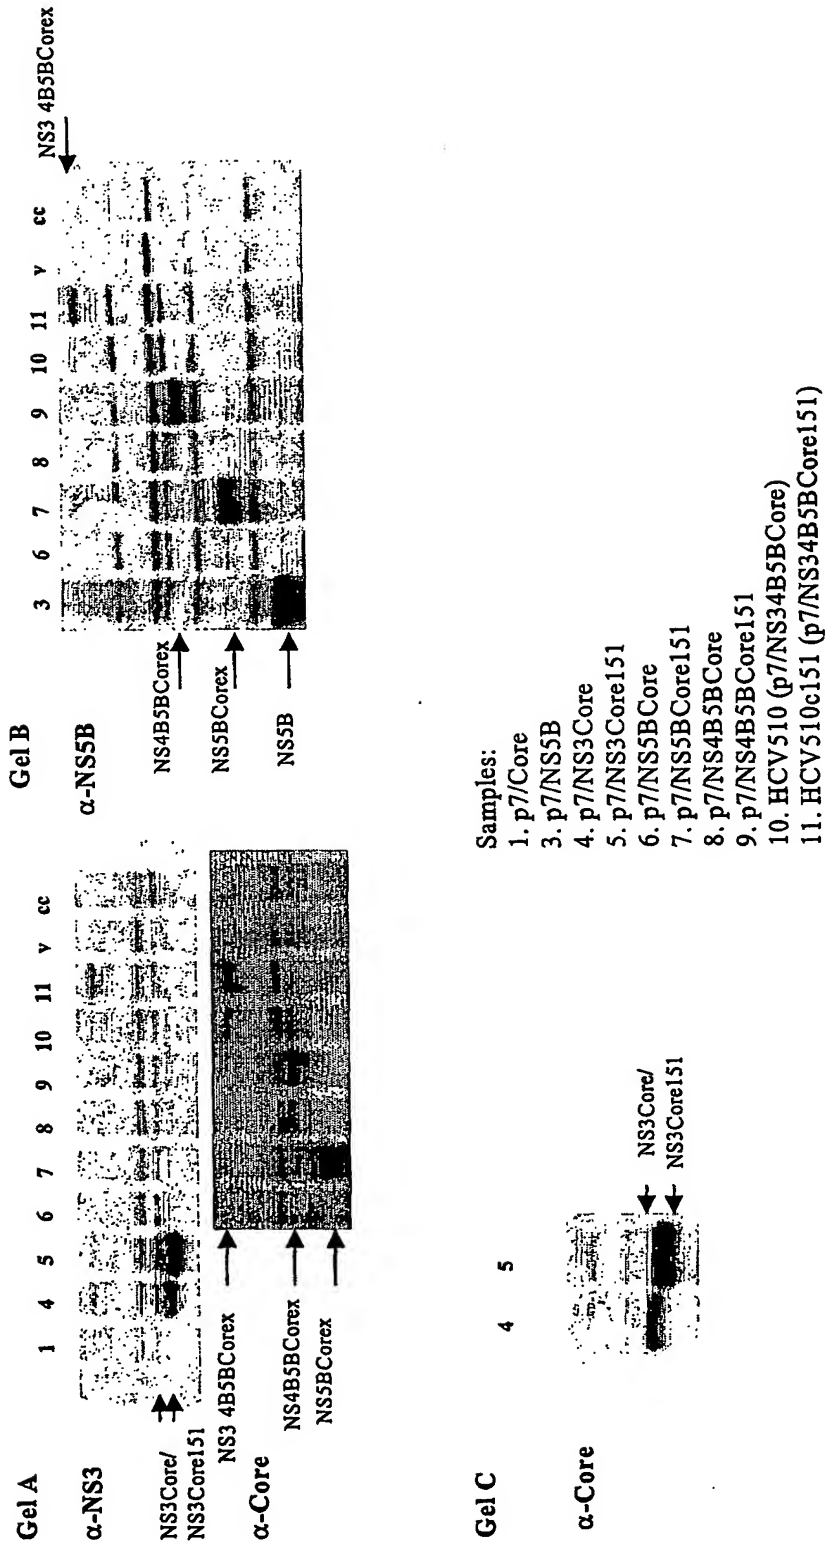 Gel A
1 4 5 6 7 8 9 10 11 v cc
α-NS3
NS3Core/
NS3Core151
NS3 4B5BCorex
α-Core
NS4B5BCorex
NS5BCorex
Gel B
3 6 7 8 9 10 11 v cc
NS3 4B5BCorex
α-NS5B
NS4B5BCorex
NS5BCorex
NS5B
Gel C
4 5
α-Core
NS3Core/
NS3Core151
Samples:
1. p7/Core
3. p7/NS5B
4. p7/NS3Core
5. p7/NS3Core151
6. p7/NS5BCore
7. p7/NS5BCore151
8. p7/NS4B5BCore
9. p7/NS4B5BCore151
10. HCV510 (p7/NS34B5BCore)
11. HCV510c151 (p7/NS34B5BCore151)